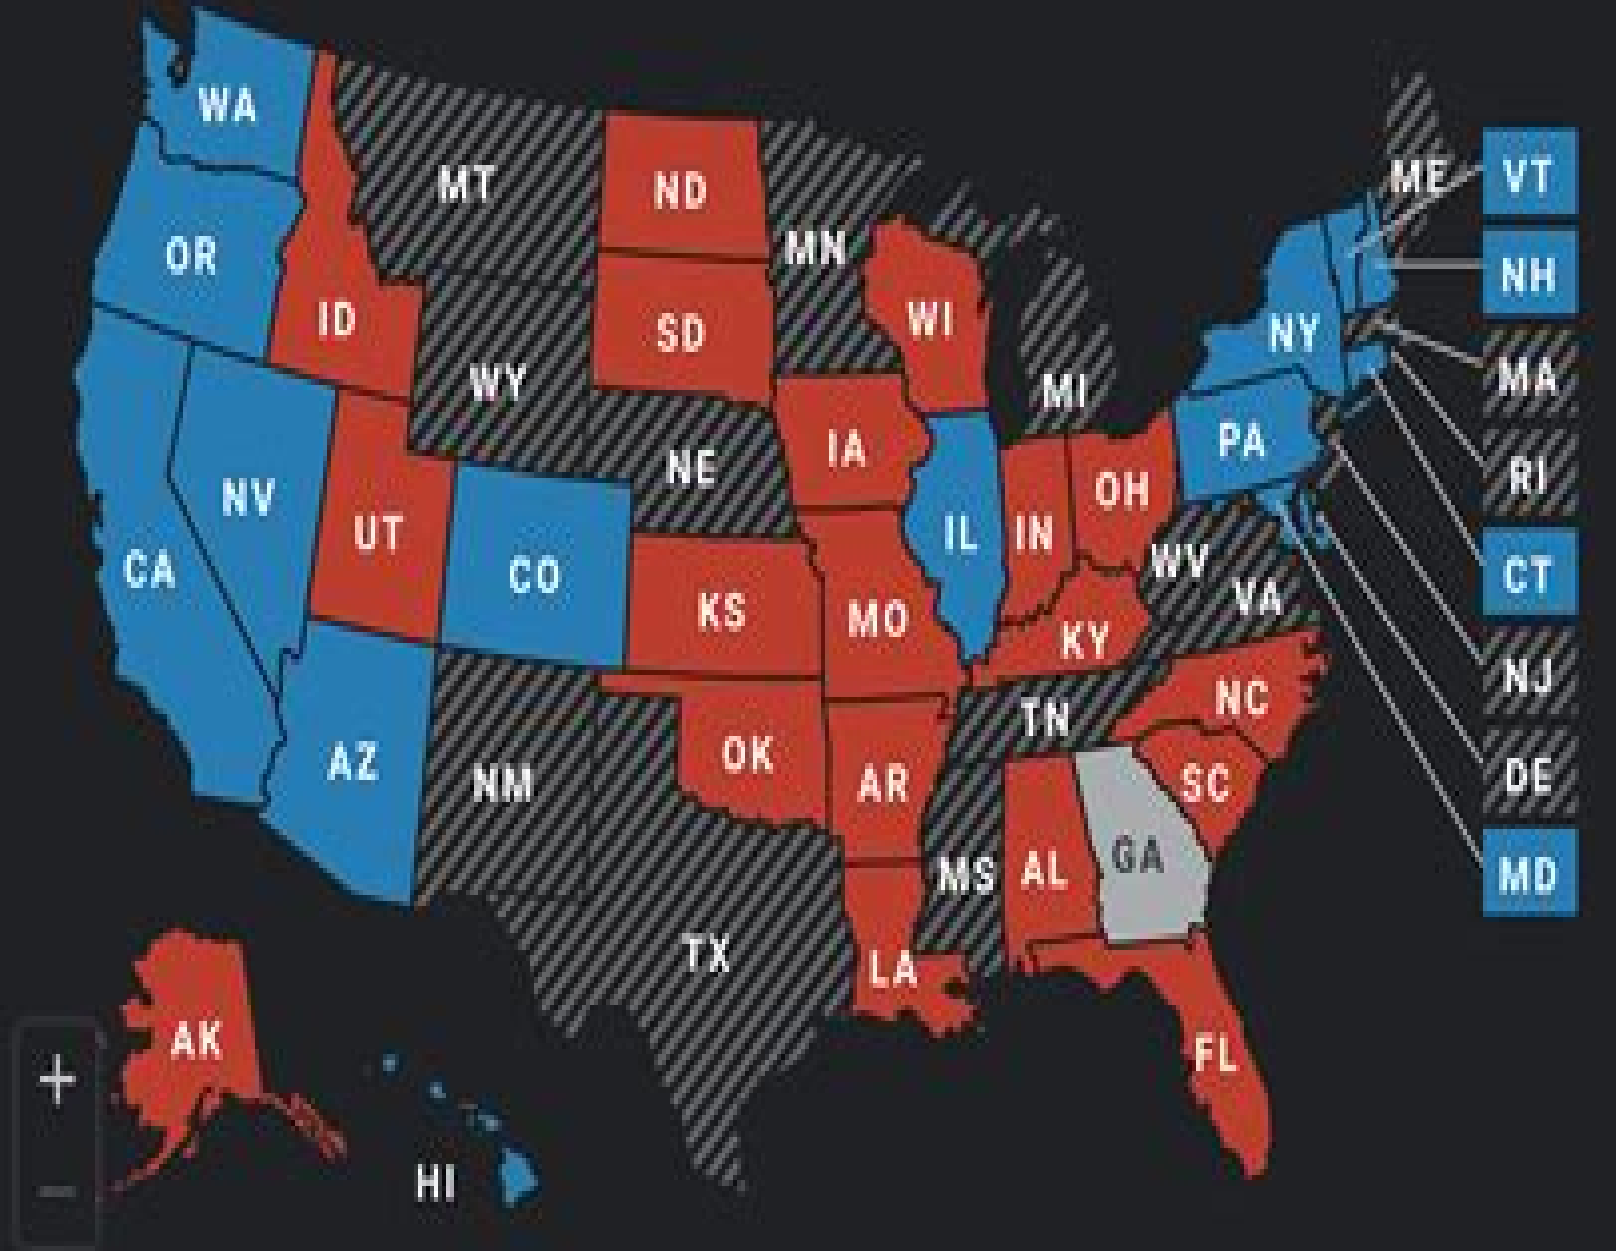 WA
MT
ND
ME
VT
OR
MN
NH
ID
SD
WI
NY
WY
MI
MA
IA
PA
NE
RI
NV
OH
UT
IL
IN
CA
CO
WV
CT
KS
MO
VA
KY
NJ
NC
TN
AZ
OK
NM
AR
SC
DE
GA
MS
AL
MD
TX
LA
AK
FL
+
HI
−